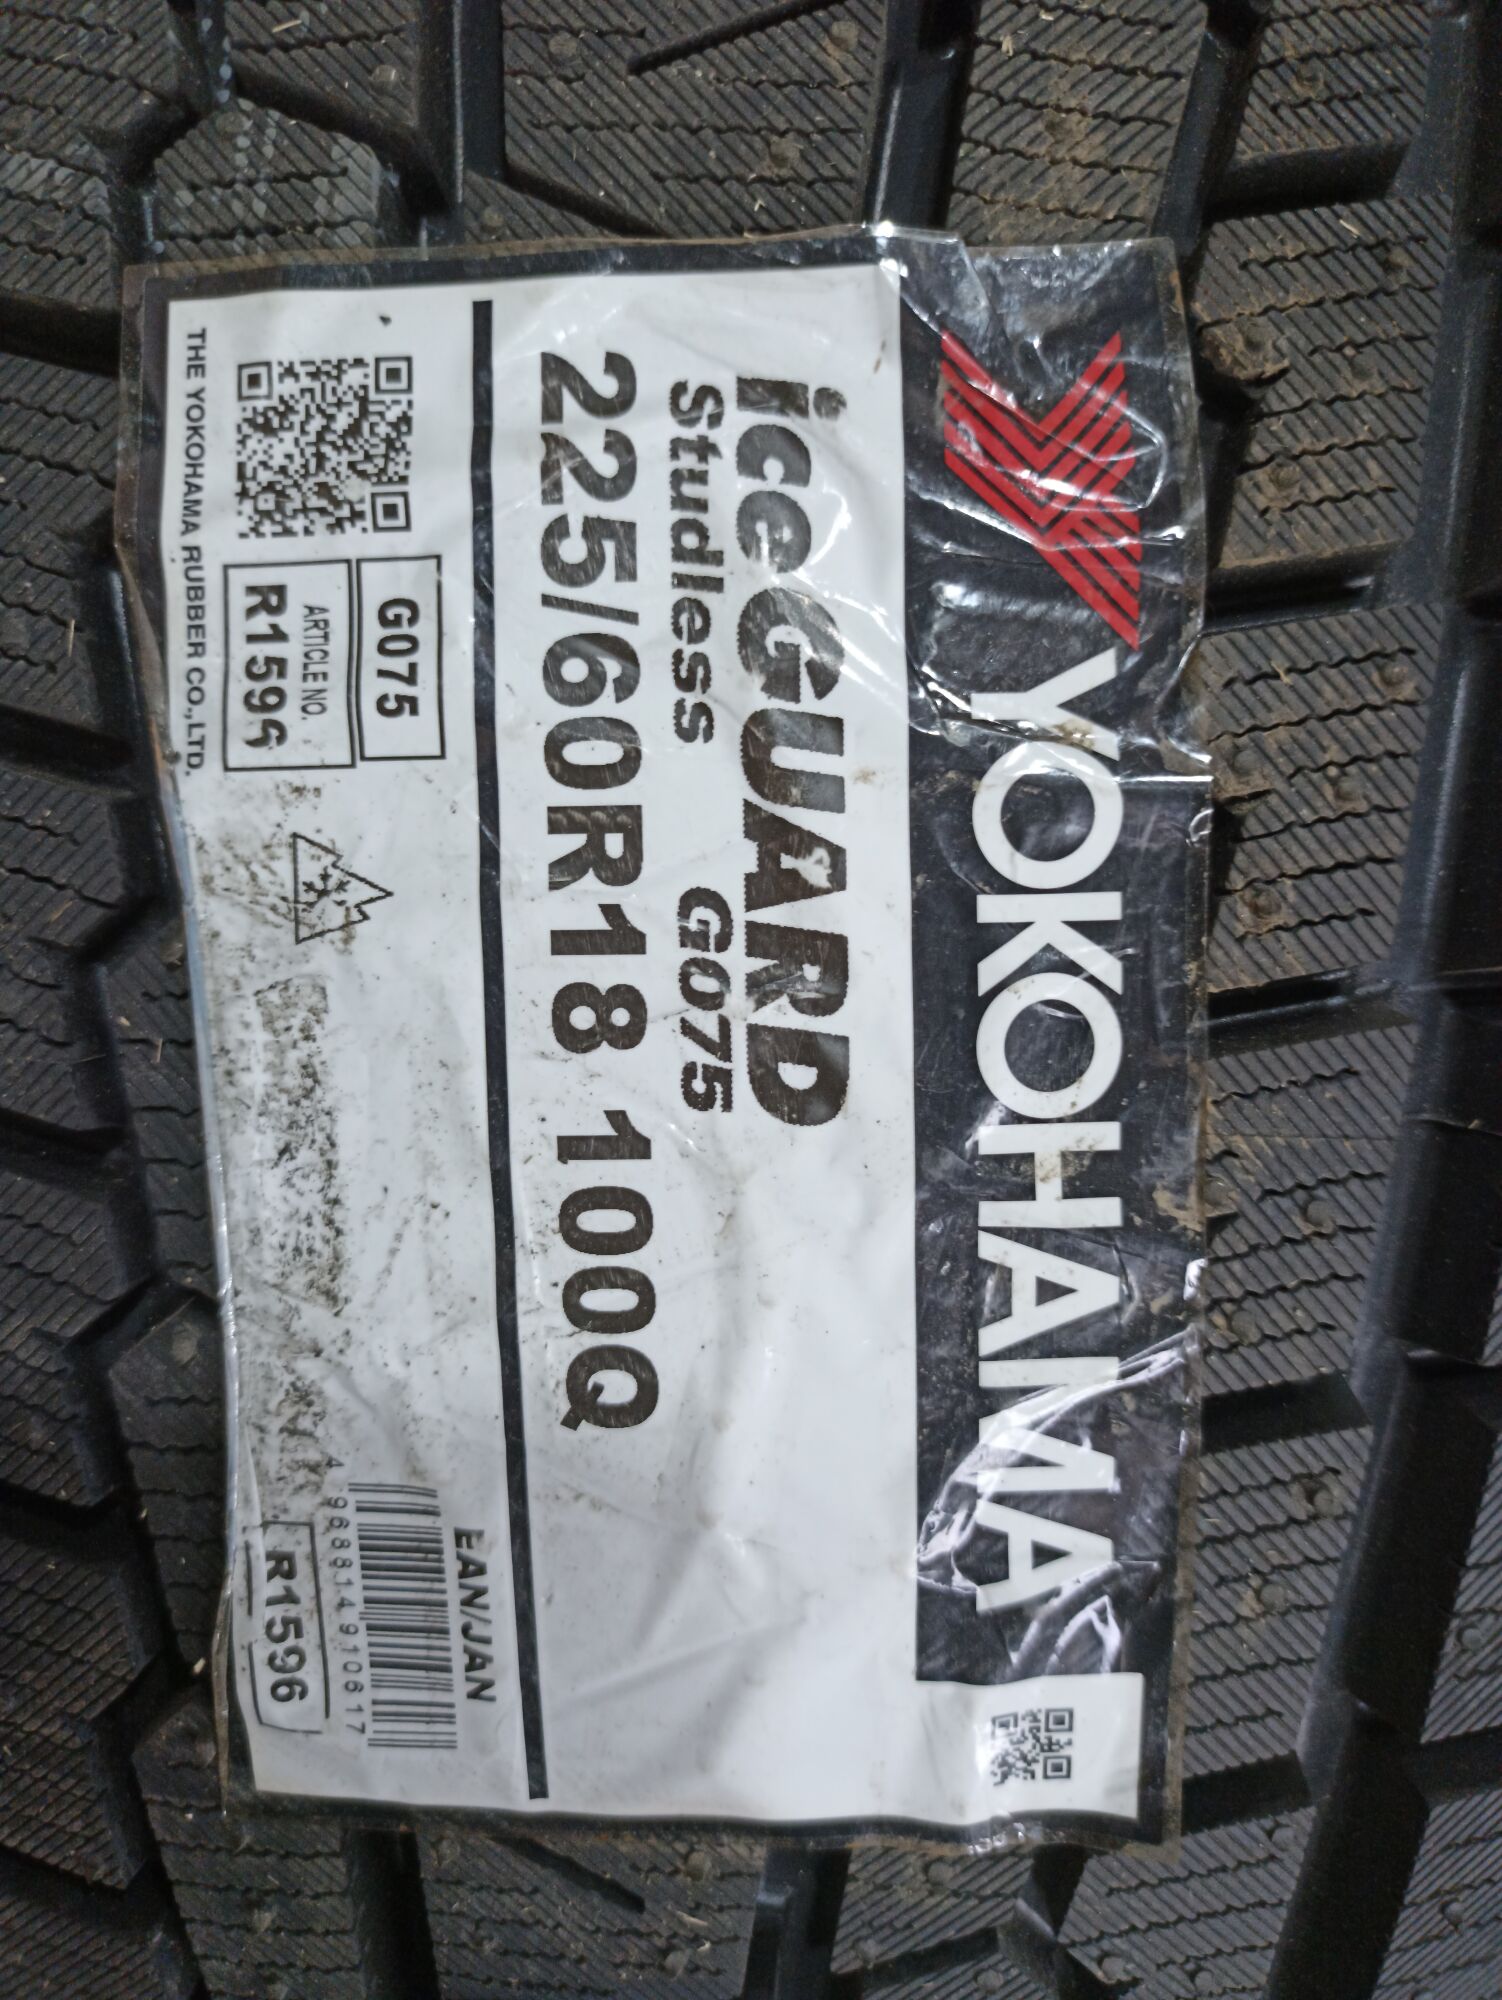 YOKOHAMA
iceGUARD
Studless G075
225/60R18 100Q
G075
ARTICLE NO.
R1596
THE YOKOHAMA RUBBER CO.,LTD.
EAN/JAN
4 968814 910617
R1596